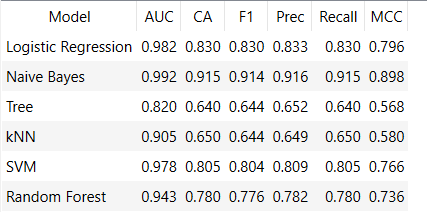 Model AUC CA F1 Prec Recall MCC
Logistic Regression 0.982 0.830 0.830 0.833 0.830 0.796
Naive Bayes 0.992 0.915 0.914 0.916 0.915 0.898
Tree 0.820 0.640 0.644 0.652 0.640 0.568
kNN 0.905 0.650 0.644 0.649 0.650 0.580
SVM 0.978 0.805 0.804 0.809 0.805 0.766
Random Forest 0.943 0.780 0.776 0.782 0.780 0.736